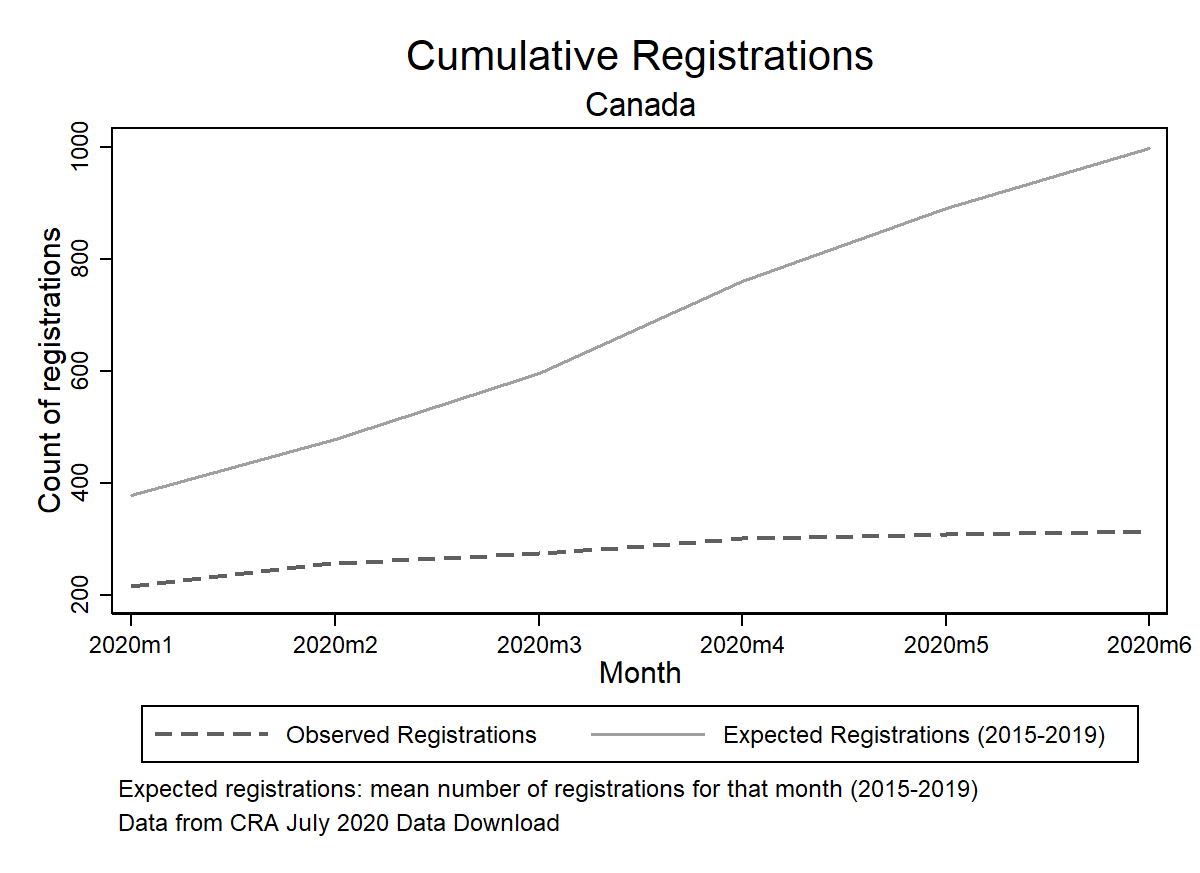 Cumulative Registrations
Canada
Count of registrations
1000
800
600
400
200
2020m1 2020m2 2020m3 2020m4 2020m5 2020m6
Month
Observed Registrations Expected Registrations (2015-2019)
Expected registrations: mean number of registrations for that month (2015-2019)
Data from CRA July 2020 Data Download